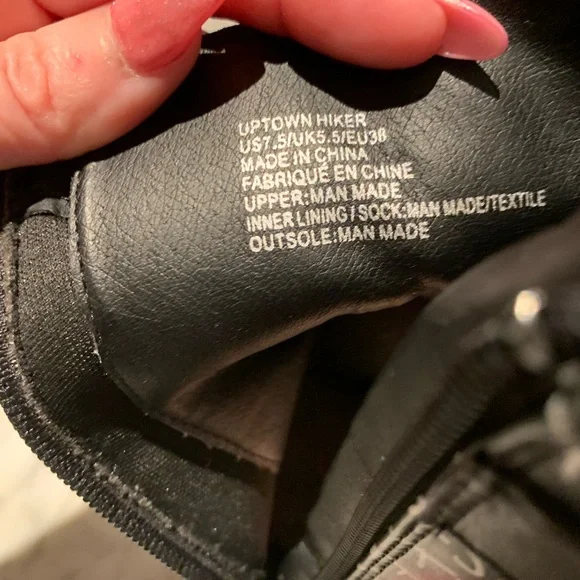 UPTOWN HIKER
US7.5/UK5.5/EU38
MADE IN CHINA
FABRIQUÉ EN CHINE
UPPER:MAN MADE
INNER LINING/ SOCK:MAN MADE/TEXTILE
OUTSOLE:MAN MADE